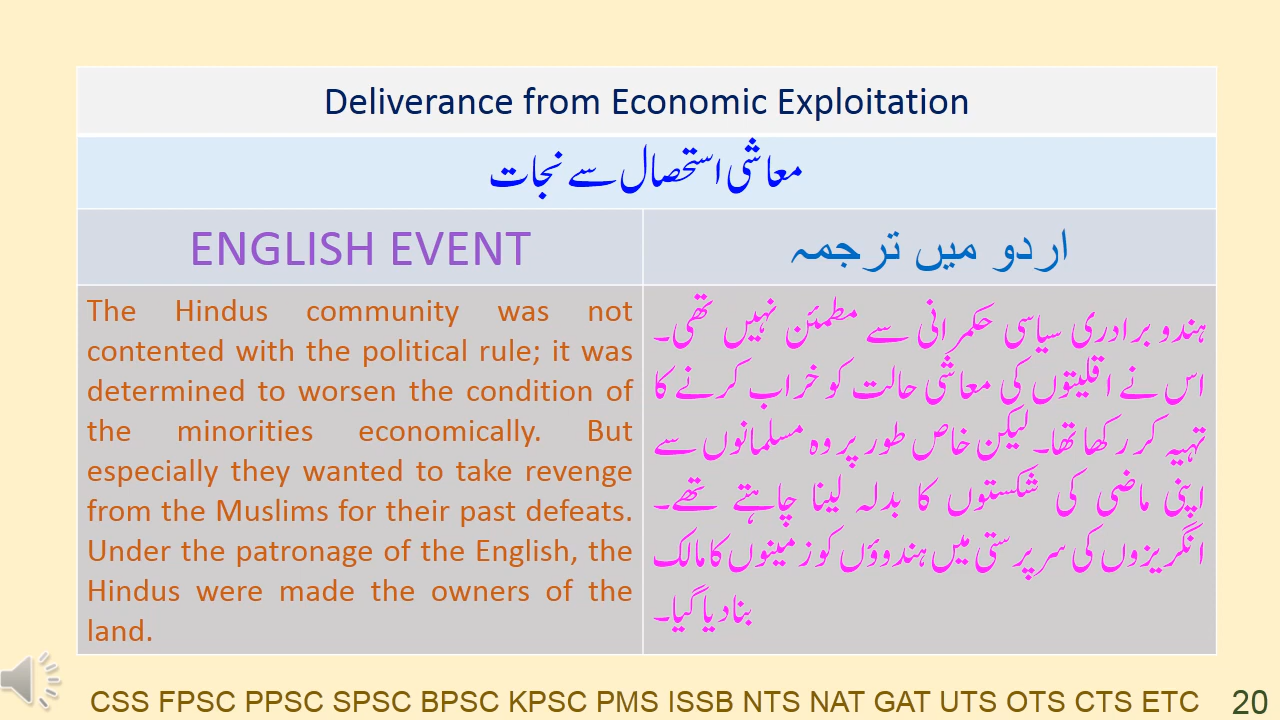 Deliverance from Economic Exploitation
معاشی استحصال سے نجات
ENGLISH EVENT
اردو میں ترجمہ
The Hindus community was not
contented with the political rule; it was
determined to worsen the condition of
the minorities economically. But
especially they wanted to take revenge
from the Muslims for their past defeats.
Under the patronage of the English, the
Hindus were made the owners of the
land.
ہندو برادری سیاسی حکمرانی سے مطمئن نہیں تھی۔
اس نے اقلیتوں کی معاشی حالت کو خراب کرنے کا
تہیہ کر رکھا تھا۔ لیکن خاص طور پر وہ مسلمانوں سے
اپنی ماضی کی شکستوں کا بدلہ لینا چاہتے تھے۔
انگریزوں کی سرپرستی میں ہندوؤں کو زمینوں کا مالک
بنا دیا گیا۔
CSS FPSC PPSC SPSC BPSC KPSC PMS ISSB NTS NAT GAT UTS OTS CTS ETC
20